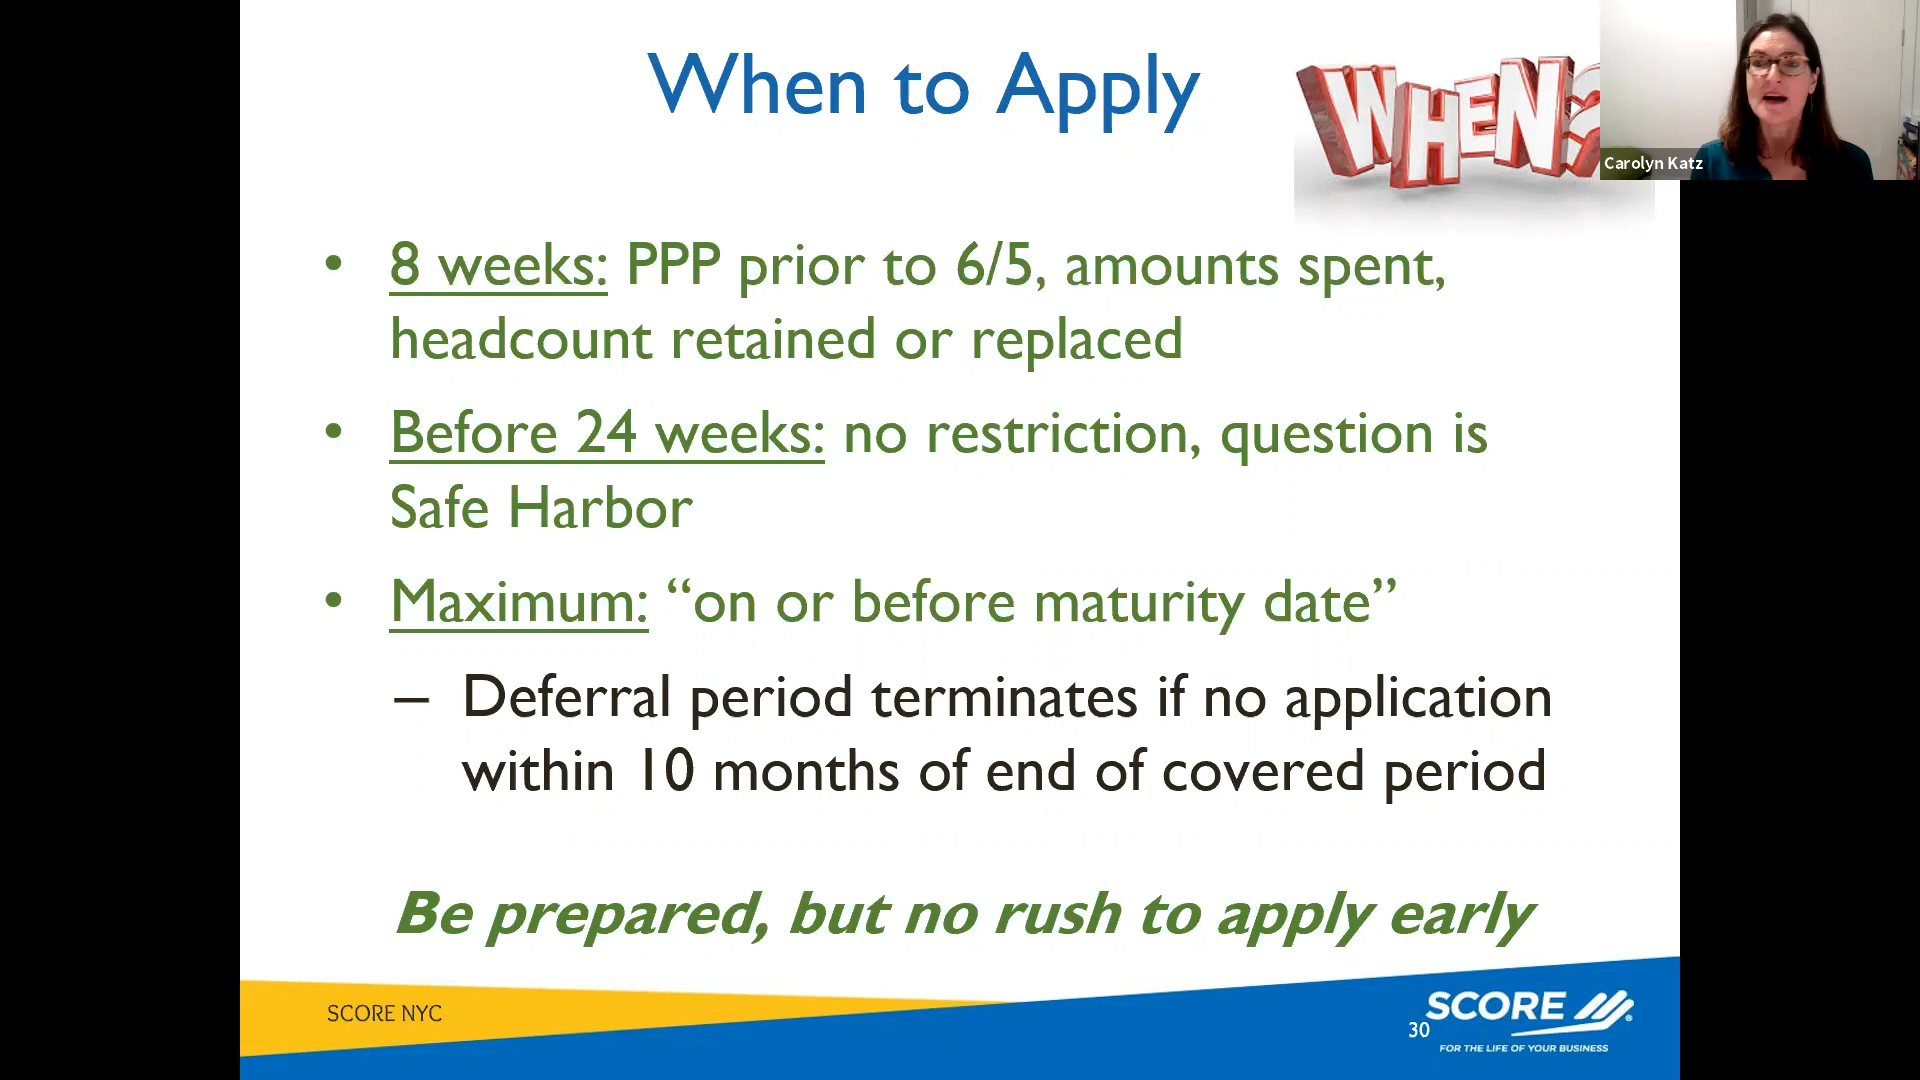 When to Apply
WHEN?
Carolyn Katz
• 8 weeks: PPP prior to 6/5, amounts spent,
headcount retained or replaced
• Before 24 weeks: no restriction, question is
Safe Harbor
• Maximum: “on or before maturity date”
– Deferral period terminates if no application
within 10 months of end of covered period
Be prepared, but no rush to apply early
SCORE NYC
30
SCORE
FOR THE LIFE OF YOUR BUSINESS